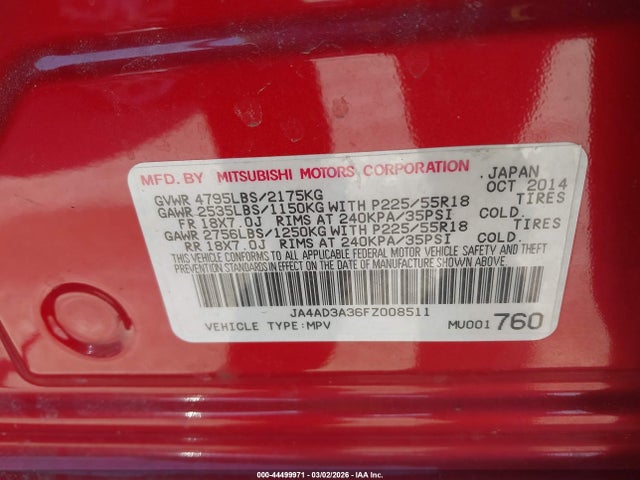 MFD. BY MITSUBISHI MOTORS CORPORATION . JAPAN
GVWR 4795LBS/2175KG OCT 2014
GAWR 2535LBS/1150KG WITH P225/55R18 TIRES
FR 18X7.0J RIMS AT 240KPA/35PSI COLD.
GAWR 2756LBS/1250KG WITH P225/55R18 TIRES
RR 18X7.0J RIMS AT 240KPA/35PSI COLD.
THIS VEHICLE CONFORMS TO ALL APPLICABLE FEDERAL MOTOR VEHICLE SAFETY AND THEFT
PREVENTION STANDARDS IN EFFECT ON THE DATE OF MANUFACTURE SHOWN ABOVE.
JA4AD3A36FZ008511
VEHICLE TYPE:MPV MU001760
000-44499971 | 03/02/2026 | IAA Inc.